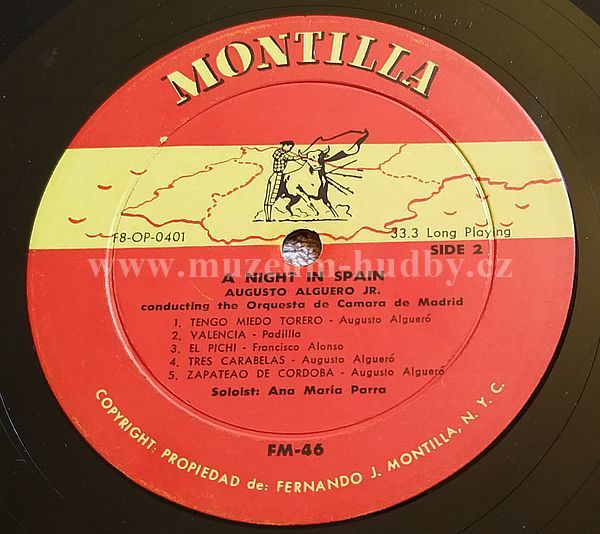 MONTILLA
F8-OP-0401
33.3 Long Playing
SIDE 2
www.muzeum-hudby.cz
A NIGHT IN SPAIN
AUGUSTO ALGUERO JR.
conducting the Orquesta de Camara de Madrid
1. TENGO MIEDO TORERO - Augusto Algueró
2. VALENCIA - Padillla
3. EL PICHI - Francisco Alonso
4. TRES CARABELAS - Augusto Algueró
5. ZAPATEAO DE CORDOBA - Augusto Algueró
Soloist: Ana María Parra
FM-46
COPYRIGHT: PROPIEDAD de: FERNANDO J. MONTILLA, N. Y. C.